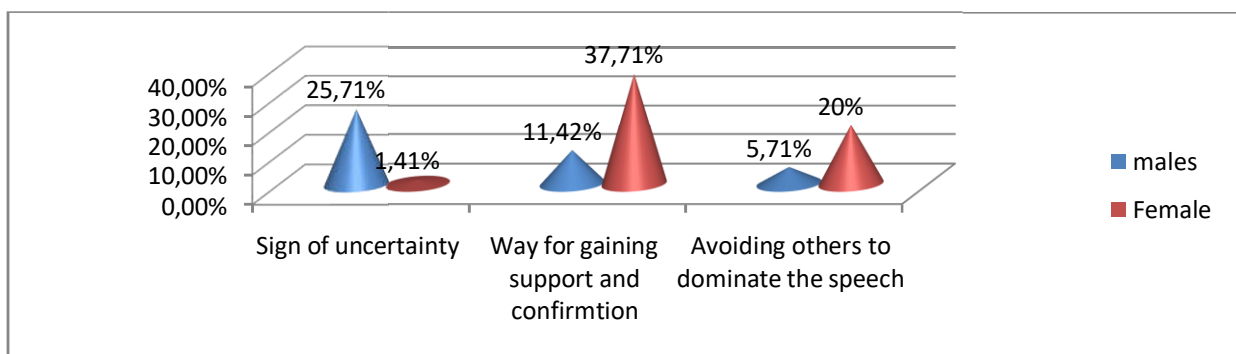 40,00%
30,00%
20,00%
10,00%
0,00%
25,71%
1,41%
11,42%
37,71%
5,71%
20%
Sign of uncertainty
Way for gaining
support and
confirmtion
Avoiding others to
dominate the speech
males
Female